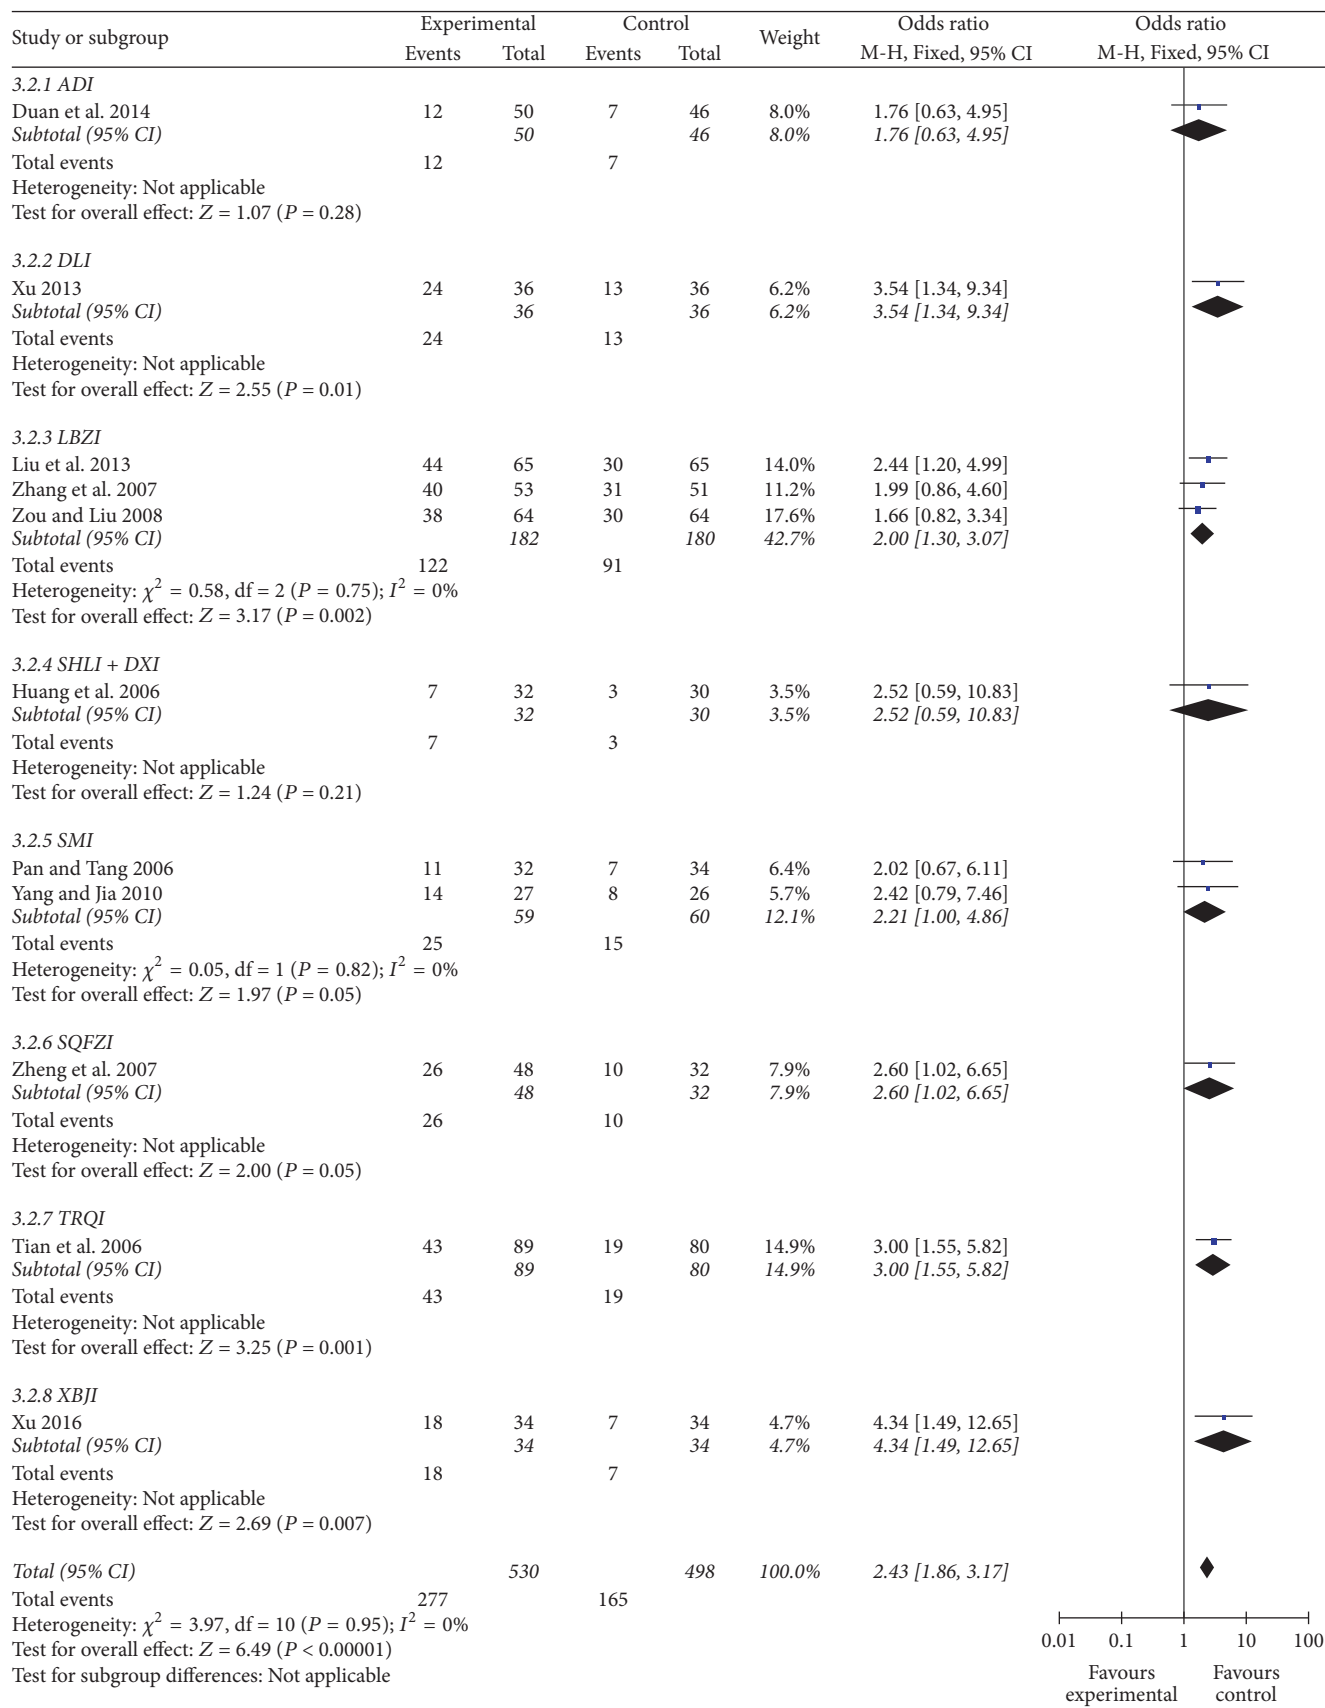 Study or subgroup Experimental Control Weight Odds ratio Odds ratio
Events Total Events Total M-H, Fixed, 95% CI M-H, Fixed, 95% CI
3.2.1 ADI
Duan et al. 2014 12 50 7 46 8.0% 1.76 [0.63, 4.95]
Subtotal (95% CI) 50 46 8.0% 1.76 [0.63, 4.95]
Total events 12 7
Heterogeneity: Not applicable
Test for overall effect: Z = 1.07 (P = 0.28)
3.2.2 DLI
Xu 2013 24 36 13 36 6.2% 3.54 [1.34, 9.34]
Subtotal (95% CI) 36 36 6.2% 3.54 [1.34, 9.34]
Total events 24 13
Heterogeneity: Not applicable
Test for overall effect: Z = 2.55 (P = 0.01)
3.2.3 LBZI
Liu et al. 2013 44 65 30 65 14.0% 2.44 [1.20, 4.99]
Zhang et al. 2007 40 53 31 51 11.2% 1.99 [0.86, 4.60]
Zou and Liu 2008 38 64 30 64 17.6% 1.66 [0.82, 3.34]
Subtotal (95% CI) 182 180 42.7% 2.00 [1.30, 3.07]
Total events 122 91
Heterogeneity: χ² = 0.58, df = 2 (P = 0.75); I² = 0%
Test for overall effect: Z = 3.17 (P = 0.002)
3.2.4 SHLI + DXI
Huang et al. 2006 7 32 3 30 3.5% 2.52 [0.59, 10.83]
Subtotal (95% CI) 32 30 3.5% 2.52 [0.59, 10.83]
Total events 7 3
Heterogeneity: Not applicable
Test for overall effect: Z = 1.24 (P = 0.21)
3.2.5 SMI
Pan and Tang 2006 11 32 7 34 6.4% 2.02 [0.67, 6.11]
Yang and Jia 2010 14 27 8 26 5.7% 2.42 [0.79, 7.46]
Subtotal (95% CI) 59 60 12.1% 2.21 [1.00, 4.86]
Total events 25 15
Heterogeneity: χ² = 0.05, df = 1 (P = 0.82); I² = 0%
Test for overall effect: Z = 1.97 (P = 0.05)
3.2.6 SQFZI
Zheng et al. 2007 26 48 10 32 7.9% 2.60 [1.02, 6.65]
Subtotal (95% CI) 48 32 7.9% 2.60 [1.02, 6.65]
Total events 26 10
Heterogeneity: Not applicable
Test for overall effect: Z = 2.00 (P = 0.05)
3.2.7 TRQI
Tian et al. 2006 43 89 19 80 14.9% 3.00 [1.55, 5.82]
Subtotal (95% CI) 89 80 14.9% 3.00 [1.55, 5.82]
Total events 43 19
Heterogeneity: Not applicable
Test for overall effect: Z = 3.25 (P = 0.001)
3.2.8 XBJI
Xu 2016 18 34 7 34 4.7% 4.34 [1.49, 12.65]
Subtotal (95% CI) 34 34 4.7% 4.34 [1.49, 12.65]
Total events 18 7
Heterogeneity: Not applicable
Test for overall effect: Z = 2.69 (P = 0.007)
Total (95% CI) 530 498 100.0% 2.43 [1.86, 3.17]
Total events 277 165
Heterogeneity: χ² = 3.97, df = 10 (P = 0.95); I² = 0%
Test for overall effect: Z = 6.49 (P < 0.00001)
Test for subgroup differences: Not applicable
0.01 0.1 1 10 100
Favours experimental
Favours control